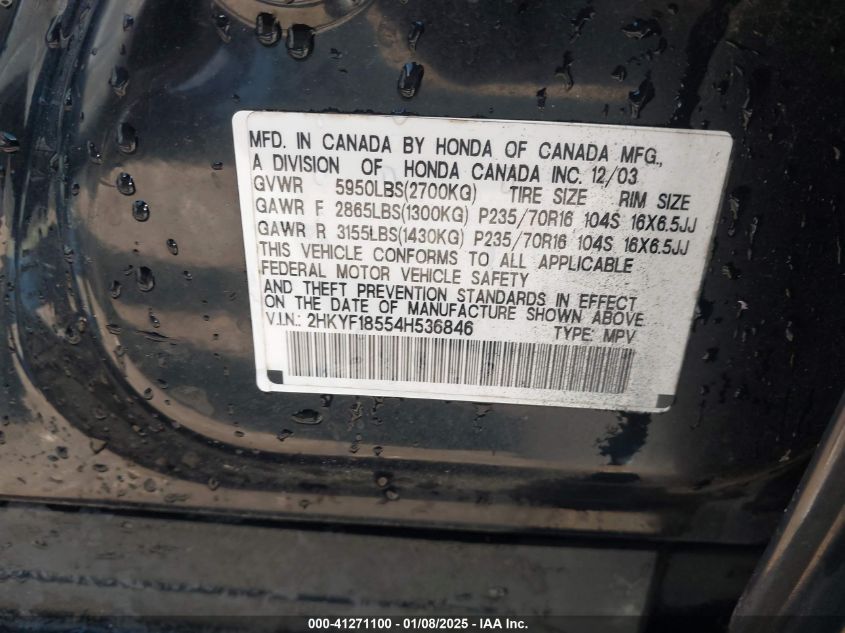 MFD. IN CANADA BY HONDA OF CANADA MFG.,
A DIVISION OF HONDA CANADA INC. 12/03
GVWR 5950LBS(2700KG) TIRE SIZE RIM SIZE
GAWR F 2865LBS(1300KG) P235/70R16 104S 16X6.5JJ
GAWR R 3155LBS(1430KG) P235/70R16 104S 16X6.5JJ
THIS VEHICLE CONFORMS TO ALL APPLICABLE
FEDERAL MOTOR VEHICLE SAFETY
AND THEFT PREVENTION STANDARDS IN EFFECT
ON THE DATE OF MANUFACTURE SHOWN ABOVE.
V.I.N.: 2HKYF18554H536846 TYPE: MPV
000-41271100 - 01/08/2025 - IAA Inc.